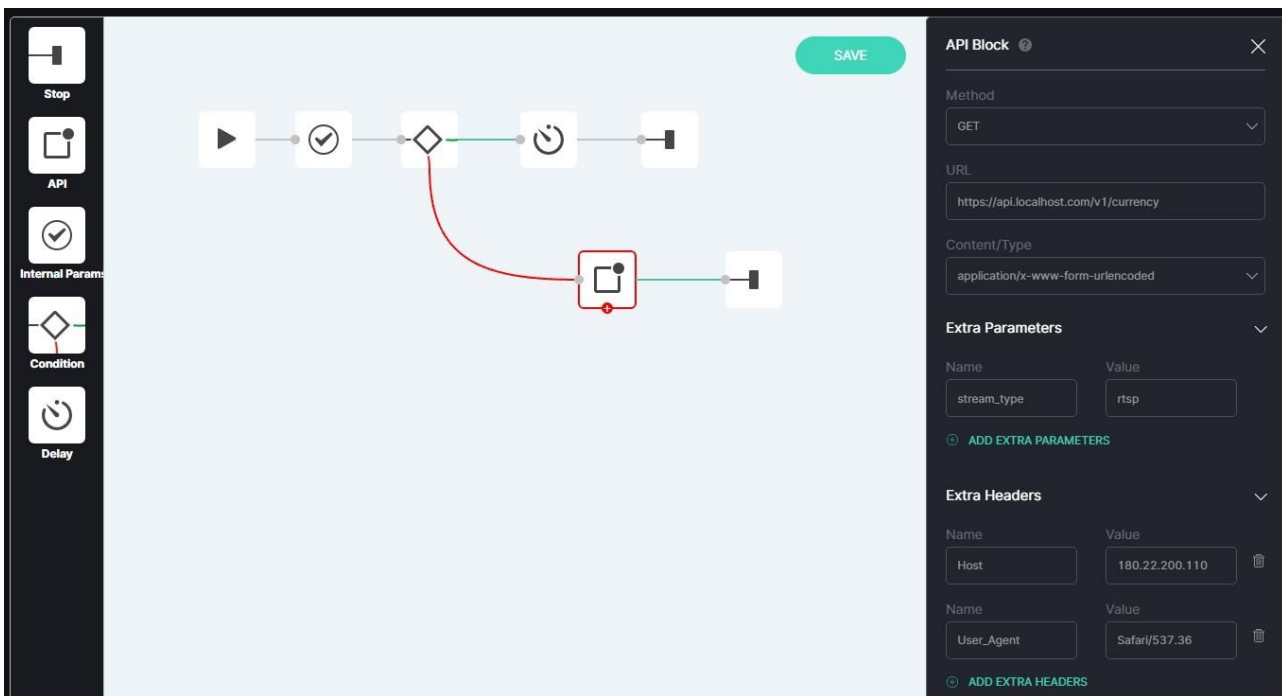 Stop
API
Internal Params
Condition
Delay
SAVE
API Block ?
Method
GET
URL
https://api.localhost.com/v1/currency
Content/Type
application/x-www-form-urlencoded
Extra Parameters
Name Value
stream_type rtsp
ADD EXTRA PARAMETERS
Extra Headers
Name Value
Host 180.22.200.110
Name Value
User_Agent Safari/537.36
ADD EXTRA HEADERS